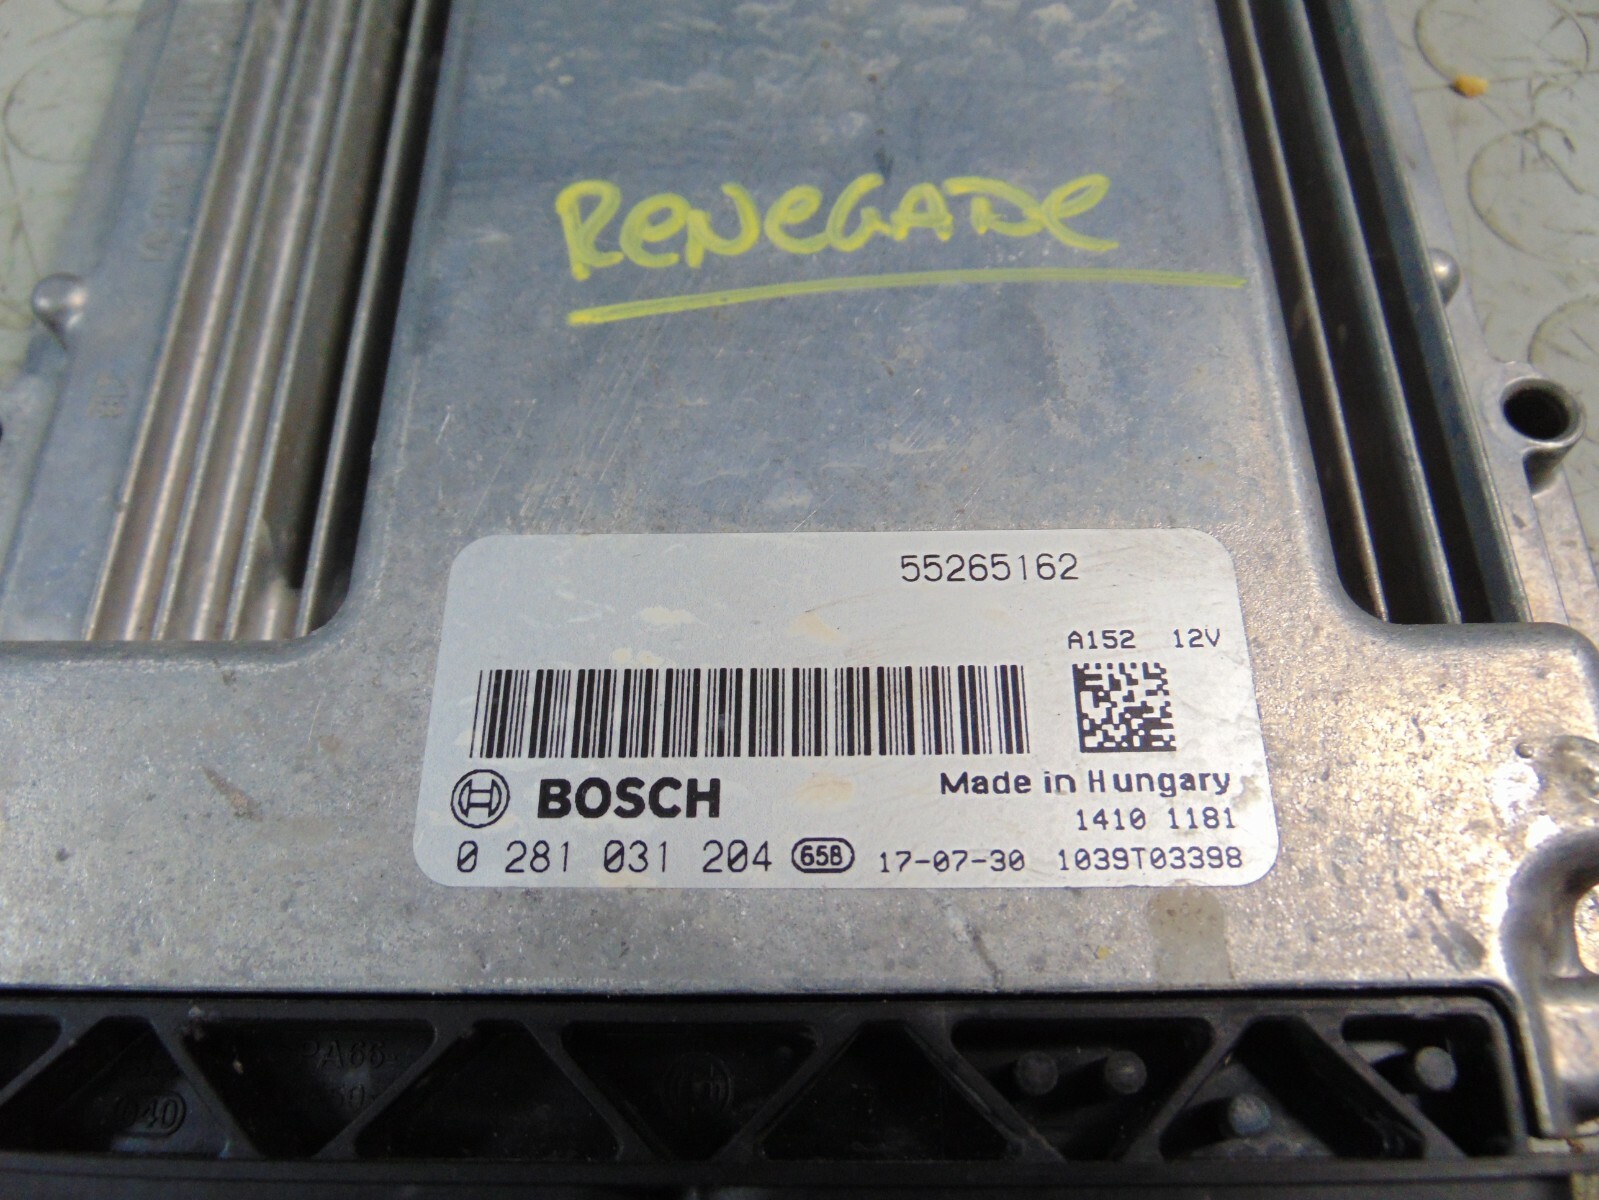 RENEGADE
55265162
A152 12V
BOSCH
Made in Hungary
1410 1181
0 281 031 204 65B 17-07-30 1039T03398
PA66